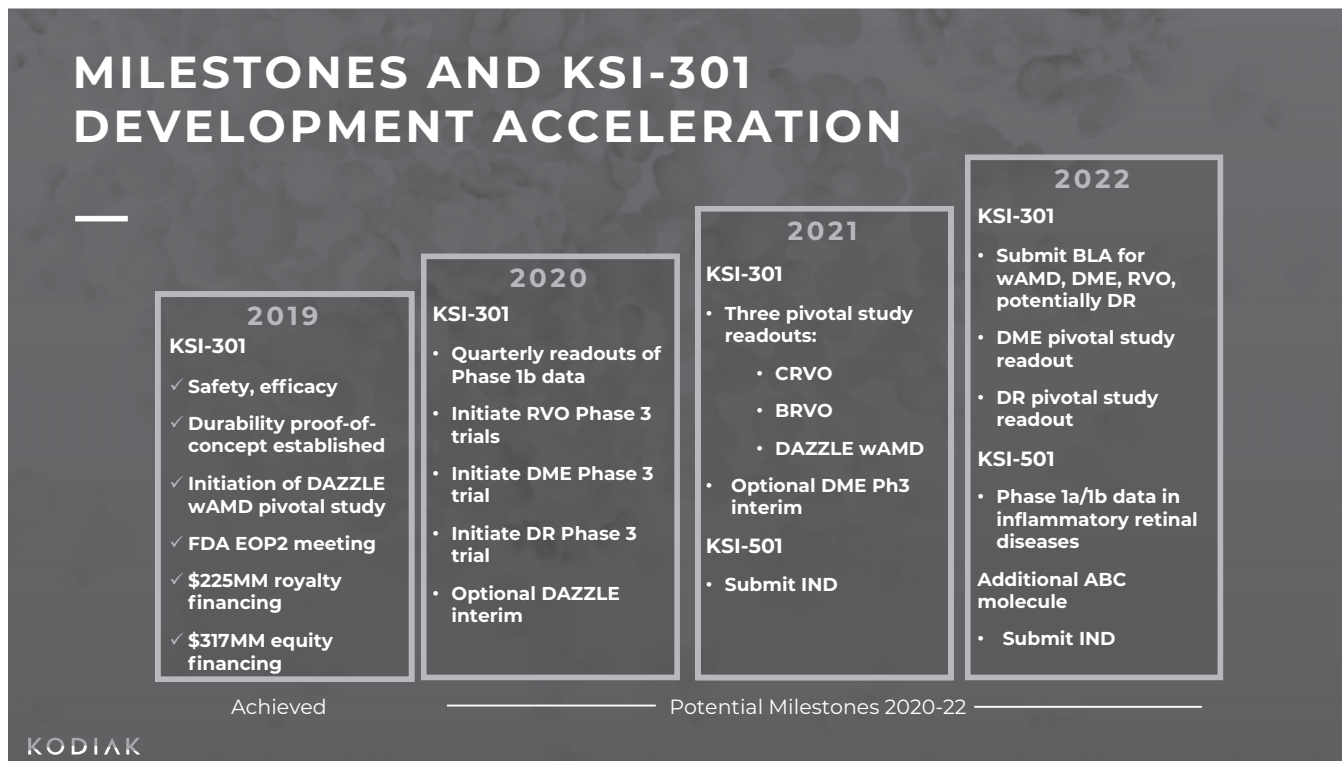 MILESTONES AND KSI-301
DEVELOPMENT ACCELERATION
2019
KSI-301
✓ Safety, efficacy
✓ Durability proof-of-
concept established
✓ Initiation of DAZZLE
wAMD pivotal study
✓ FDA EOP2 meeting
✓ $225MM royalty
financing
✓ $317MM equity
financing
2020
KSI-301
• Quarterly readouts of
Phase 1b data
• Initiate RVO Phase 3
trials
• Initiate DME Phase 3
trial
• Initiate DR Phase 3
trial
• Optional DAZZLE
interim
2021
KSI-301
• Three pivotal study
readouts:
• CRVO
• BRVO
• DAZZLE wAMD
• Optional DME Ph3
interim
KSI-501
• Submit IND
2022
KSI-301
• Submit BLA for
wAMD, DME, RVO,
potentially DR
• DME pivotal study
readout
• DR pivotal study
readout
KSI-501
• Phase 1a/1b data in
inflammatory retinal
diseases
Additional ABC
molecule
• Submit IND
Achieved
Potential Milestones 2020-22
KODIAK